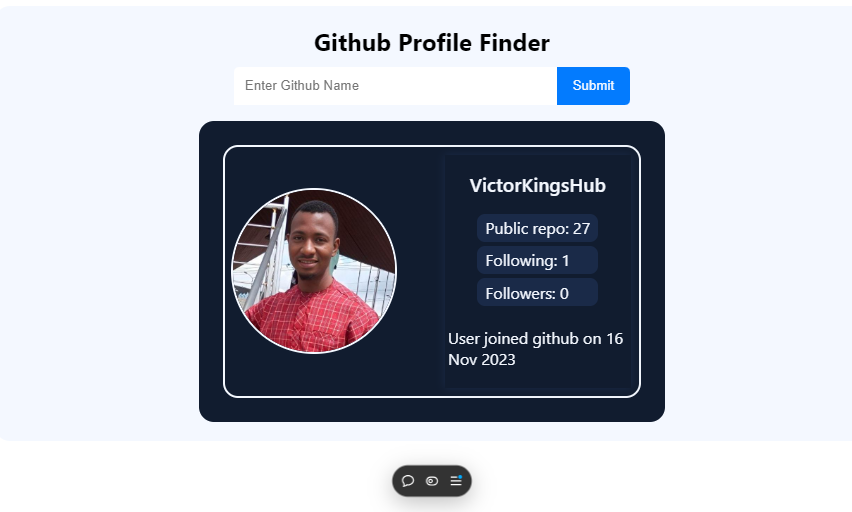 Github Profile Finder
Enter Github Name
Submit
VictorKingsHub
Public repo: 27
Following: 1
Followers: 0
User joined github on 16
Nov 2023